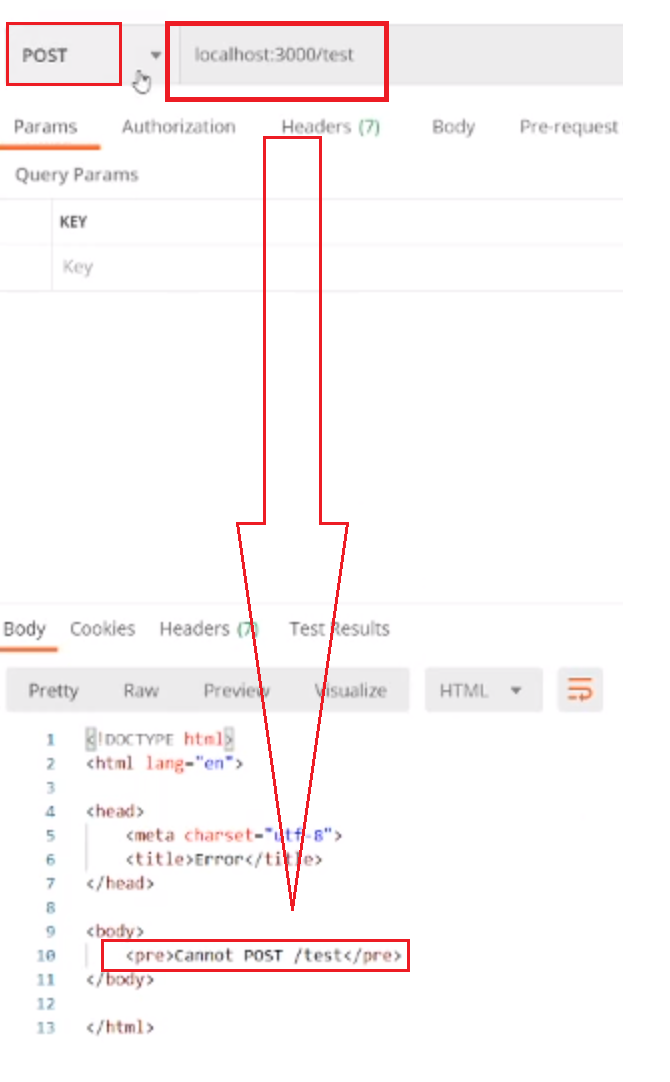 POST localhost:3000/test
Params Authorization Headers (7) Body Pre-request
Query Params
KEY
Key
Body Cookies Headers (7) Test Results
Pretty Raw Preview Visualize HTML
1 <!DOCTYPE html>
2 <html lang="en">
3
4 <head>
5 <meta charset="utf-8">
6 <title>Error</title>
7 </head>
8
9 <body>
10 <pre>Cannot POST /test</pre>
11 </body>
12
13 </html>